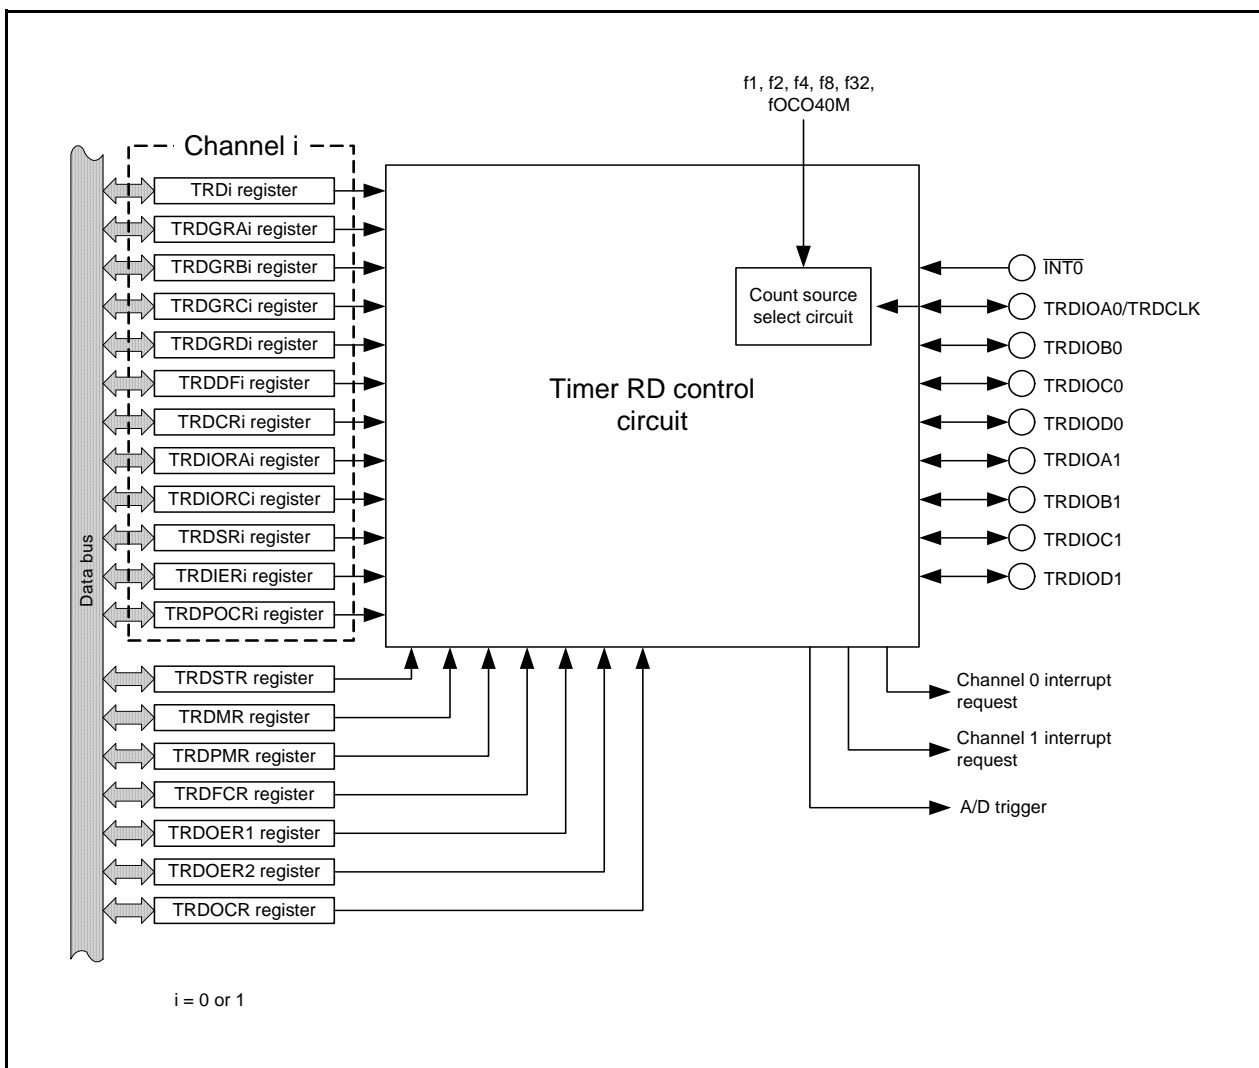 f1, f2, f4, f8, f32,
fOCO40M
Channel i
TRDi register
TRDGRAi register
TRDGRBi register
TRDGRCi register
TRDGRDi register
TRDDFi register
TRDCRi register
TRDIORAi register
TRDIORCi register
TRDSRi register
TRDIERi register
TRDPOCRi register
Data bus
TRDSTR register
TRDMR register
TRDPMR register
TRDFCR register
TRDOER1 register
TRDOER2 register
TRDOCR register
Timer RD control
circuit
Count source
select circuit
INT0
TRDIOA0/TRDCLK
TRDIOB0
TRDIOC0
TRDIOD0
TRDIOA1
TRDIOB1
TRDIOC1
TRDIOD1
Channel 0 interrupt
request
Channel 1 interrupt
request
A/D trigger
i = 0 or 1